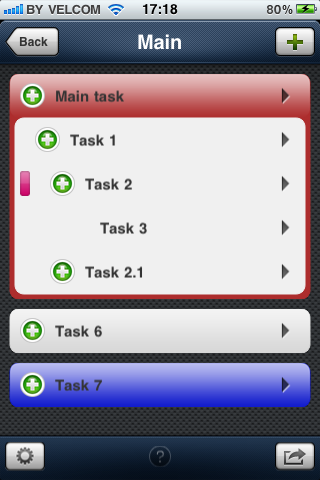 BY VELCOM 17:18 80%
Back Main
Main task
Task 1
Task 2
Task 3
Task 2.1
Task 6
Task 7
?